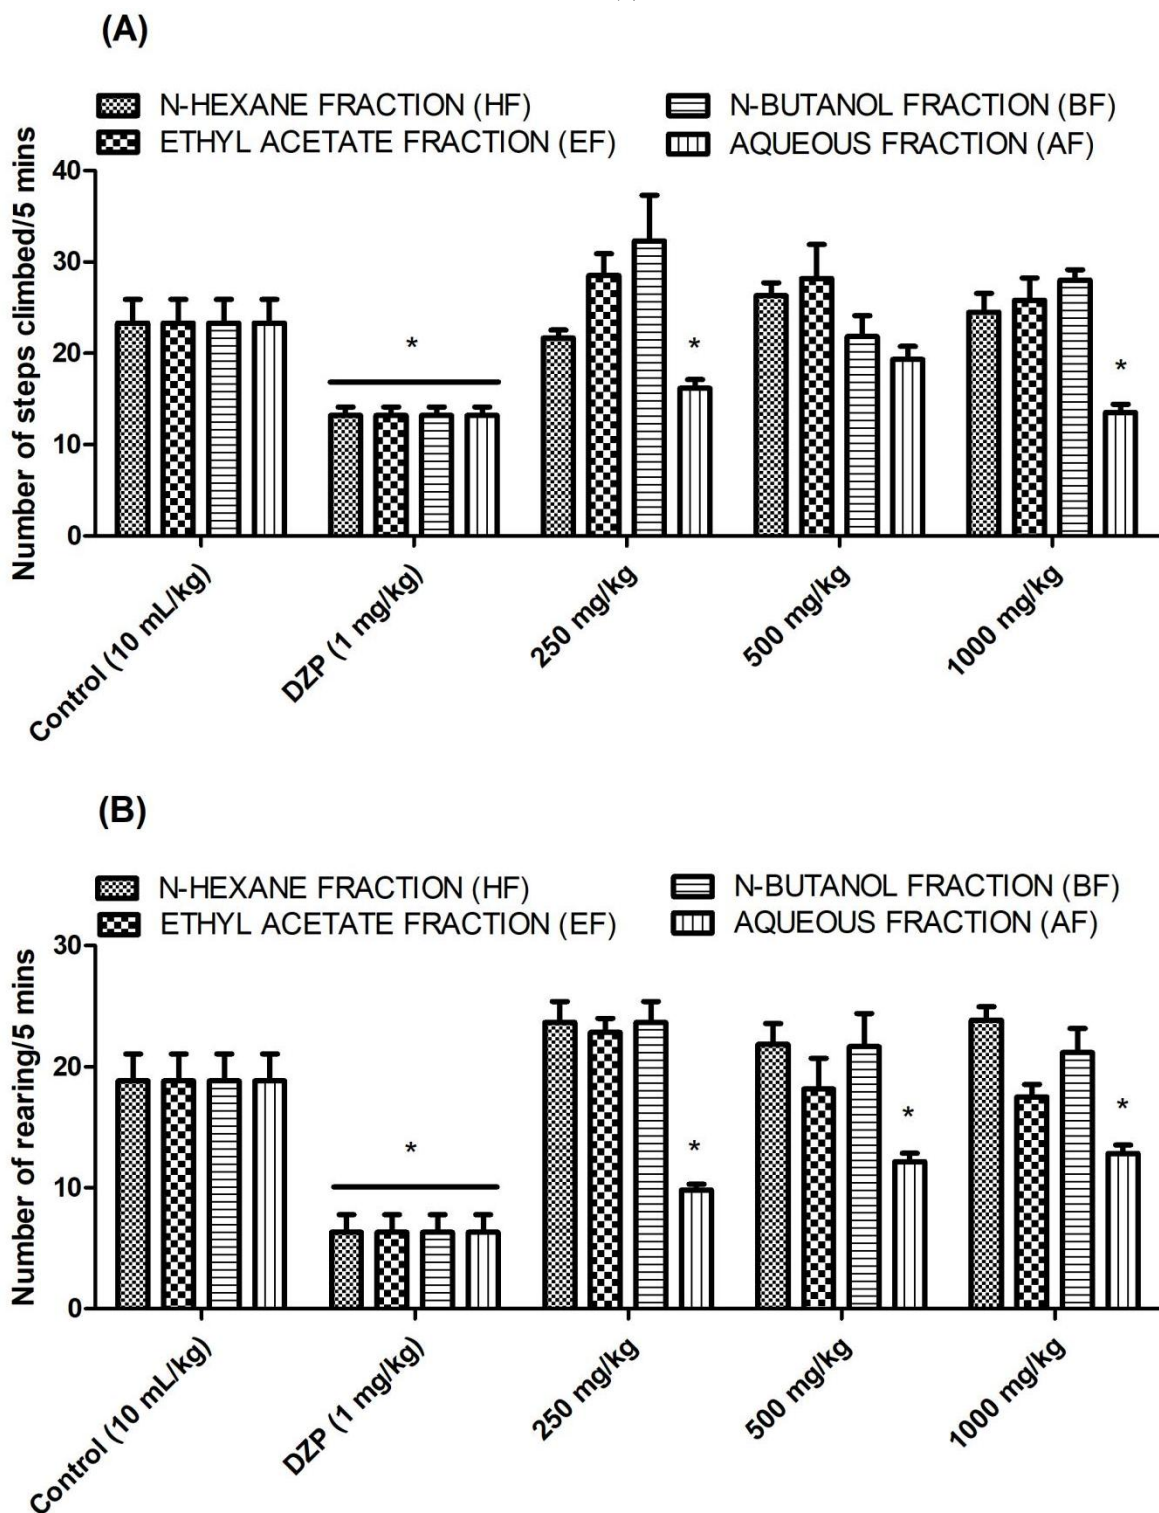 (A)
N-HEXANE FRACTION (HF)
N-BUTANOL FRACTION (BF)
ETHYL ACETATE FRACTION (EF)
AQUEOUS FRACTION (AF)
Number of steps climbed/5 mins
40
30
20
10
0
*
*
*
Control (10 mL/kg)
DZP (1 mg/kg)
250 mg/kg
500 mg/kg
1000 mg/kg
(B)
N-HEXANE FRACTION (HF)
N-BUTANOL FRACTION (BF)
ETHYL ACETATE FRACTION (EF)
AQUEOUS FRACTION (AF)
Number of rearing/5 mins
30
20
10
0
*
*
*
*
Control (10 mL/kg)
DZP (1 mg/kg)
250 mg/kg
500 mg/kg
1000 mg/kg